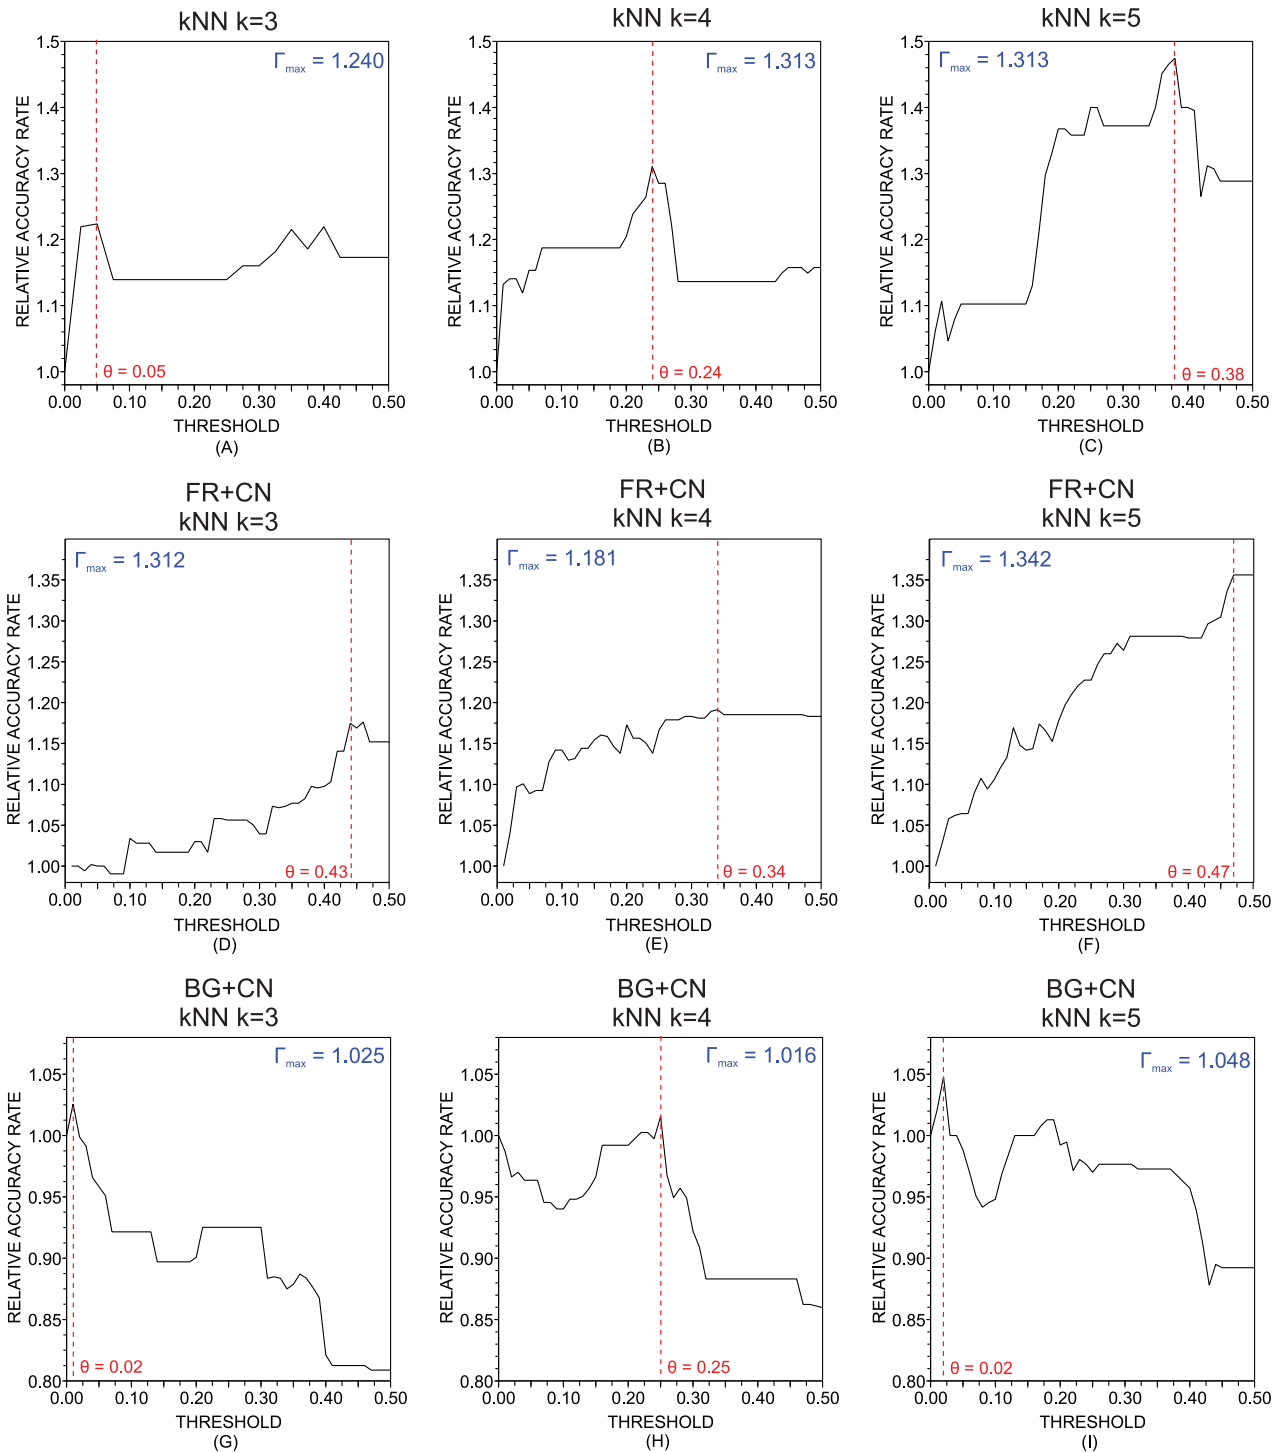 kNN k=3
Γmax = 1.240
RELATIVE ACCURACY RATE
1.5
1.4
1.3
1.2
1.1
1.0
θ = 0.05
0.00 0.10 0.20 0.30 0.40 0.50
THRESHOLD
(A)
kNN k=4
Γmax = 1.313
RELATIVE ACCURACY RATE
1.5
1.4
1.3
1.2
1.1
1.0
θ = 0.24
0.00 0.10 0.20 0.30 0.40 0.50
THRESHOLD
(B)
kNN k=5
Γmax = 1.313
RELATIVE ACCURACY RATE
1.5
1.4
1.3
1.2
1.1
1.0
θ = 0.38
0.00 0.10 0.20 0.30 0.40 0.50
THRESHOLD
(C)
FR+CN
kNN k=3
Γmax = 1.312
RELATIVE ACCURACY RATE
1.35
1.30
1.25
1.20
1.15
1.10
1.05
1.00
θ = 0.43
0.00 0.10 0.20 0.30 0.40 0.50
THRESHOLD
(D)
FR+CN
kNN k=4
Γmax = 1.181
RELATIVE ACCURACY RATE
1.35
1.30
1.25
1.20
1.15
1.10
1.05
1.00
θ = 0.34
0.00 0.10 0.20 0.30 0.40 0.50
THRESHOLD
(E)
FR+CN
kNN k=5
Γmax = 1.342
RELATIVE ACCURACY RATE
1.35
1.30
1.25
1.20
1.15
1.10
1.05
1.00
θ = 0.47
0.00 0.10 0.20 0.30 0.40 0.50
THRESHOLD
(F)
BG+CN
kNN k=3
Γmax = 1.025
RELATIVE ACCURACY RATE
1.05
1.00
0.95
0.90
0.85
0.80
θ = 0.02
0.00 0.10 0.20 0.30 0.40 0.50
THRESHOLD
(G)
BG+CN
kNN k=4
Γmax = 1.016
RELATIVE ACCURACY RATE
1.05
1.00
0.95
0.90
0.85
0.80
θ = 0.25
0.00 0.10 0.20 0.30 0.40 0.50
THRESHOLD
(H)
BG+CN
kNN k=5
Γmax = 1.048
RELATIVE ACCURACY RATE
1.05
1.00
0.95
0.90
0.85
0.80
θ = 0.02
0.00 0.10 0.20 0.30 0.40 0.50
THRESHOLD
(I)